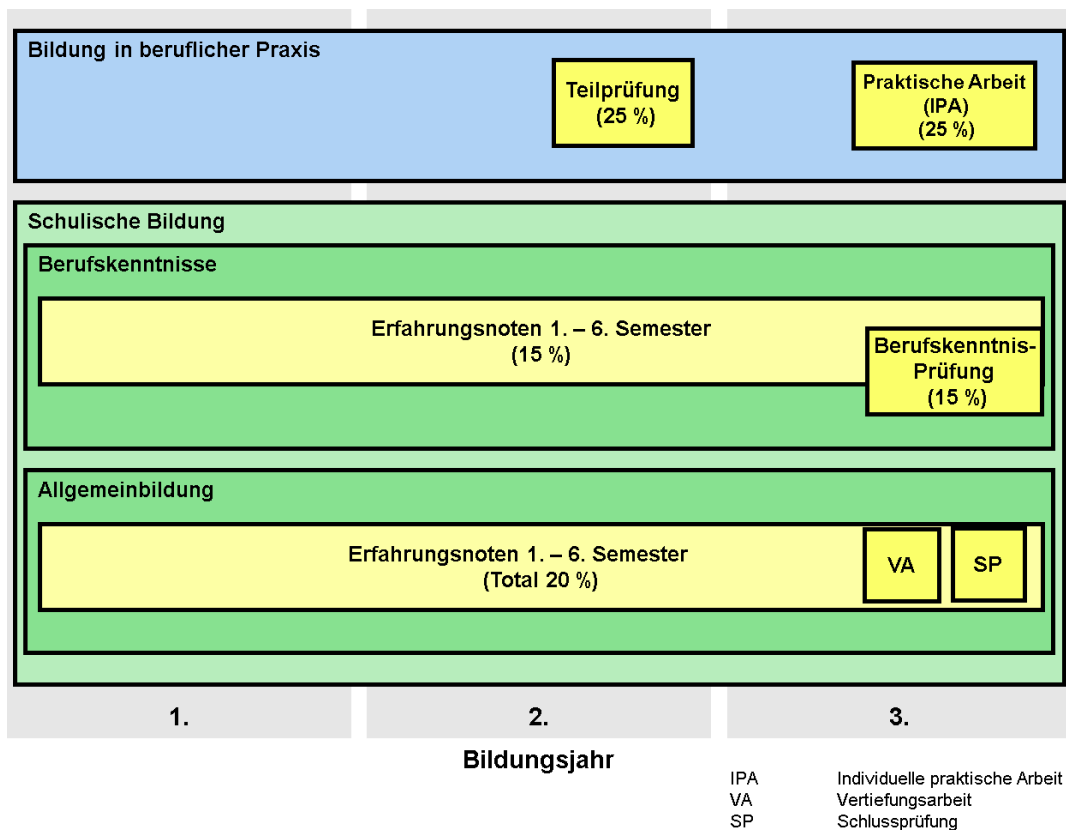 Bildung in beruflicher Praxis
Teilprüfung
(25 %)
Praktische Arbeit
(IPA)
(25 %)
Schulische Bildung
Berufskenntnisse
Erfahrungsnoten 1. – 6. Semester
(15 %)
Berufskenntnis-
Prüfung
(15 %)
Allgemeinbildung
Erfahrungsnoten 1. – 6. Semester
(Total 20 %)
VA
SP
1.
2.
3.
Bildungsjahr
IPA Individuelle praktische Arbeit
VA Vertiefungsarbeit
SP Schlussprüfung